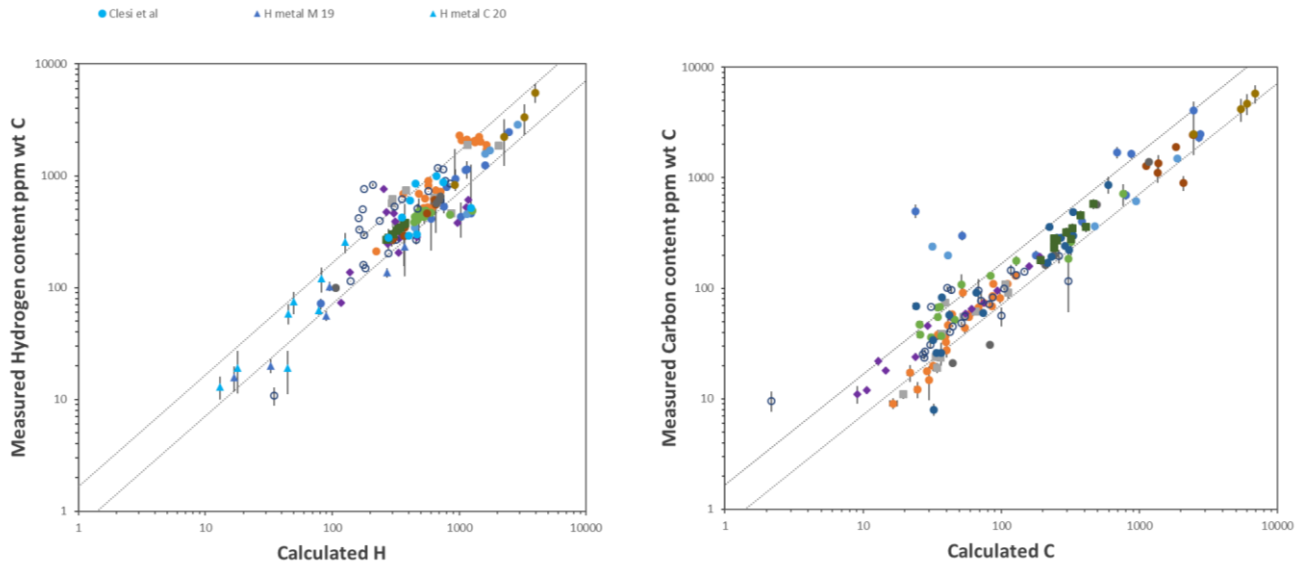 Clesi et al
H metal M 19
H metal C 20
Measured Hydrogen content ppm wt C
10000
1000
100
10
1
1
10
100
1000
10000
Calculated H
Measured Carbon content ppm wt C
10000
1000
100
10
1
1
10
100
1000
10000
Calculated C